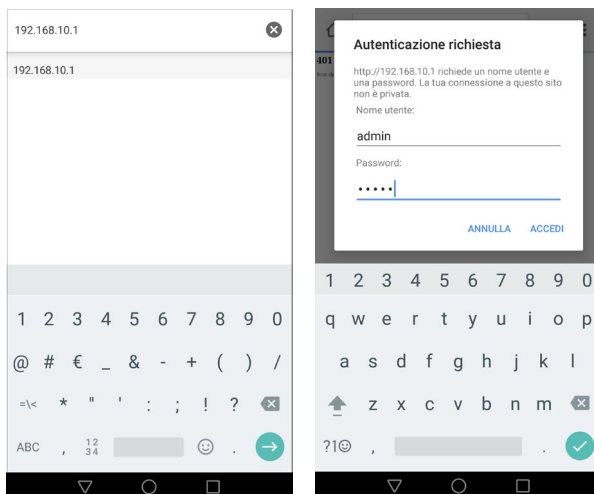 192.168.10.1
192.168.10.1
1 2 3 4 5 6 7 8 9 0
@ # € _ & - + ( ) /
=\< * " ' : ; ! ?
ABC , 12 34 .
Autenticazione richiesta
401
http://192.168.10.1 richiede un nome utente e
una password. La tua connessione a questo sito
non è privata.
Nome utente:
admin
Password:
•••••
ANNULLA ACCEDI
1 2 3 4 5 6 7 8 9 0
q w e r t y u i o p
a s d f g h j k l
z x c v b n m
?1☺ , .